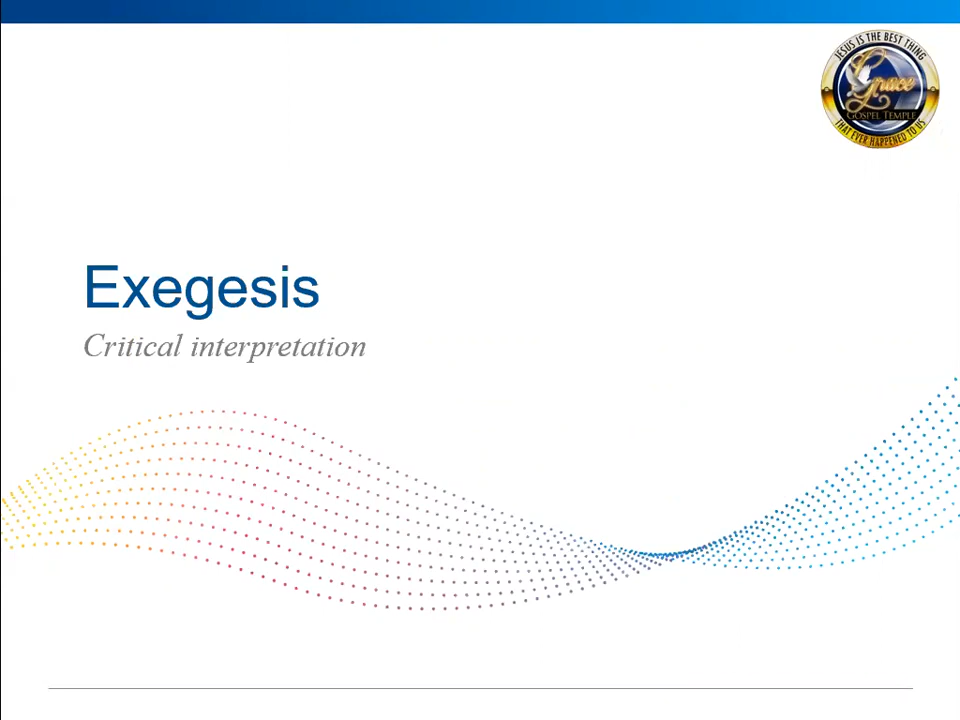 JESUS IS THE BEST THING
Grace
GOSPEL TEMPLE
THAT EVER HAPPENED TO US
Exegesis
Critical interpretation